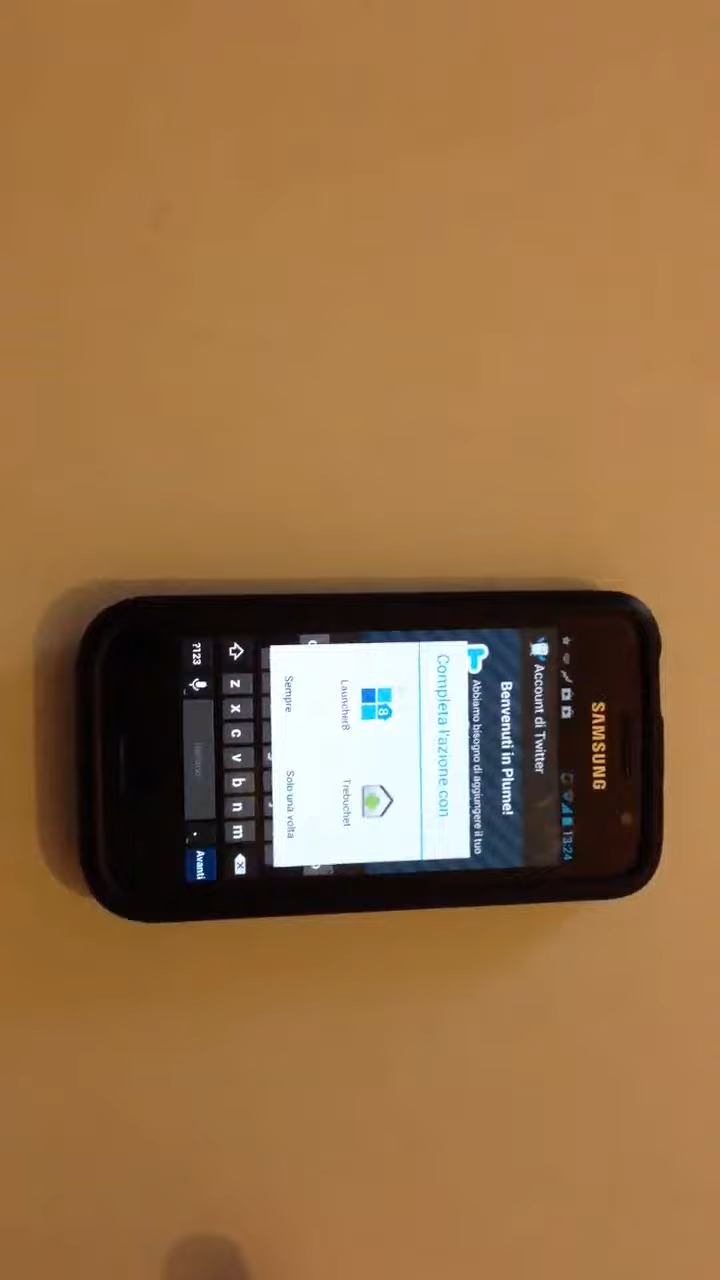 SAMSUNG
13:24
Account di Twitter
Benvenuti in Plume!
Abbiamo bisogno di aggiungere il tuo
Completa l'azione con
8
Launcher8
Trebuchet
Sempre
Solo una volta
z x c v b n m
?123
.
Avanti